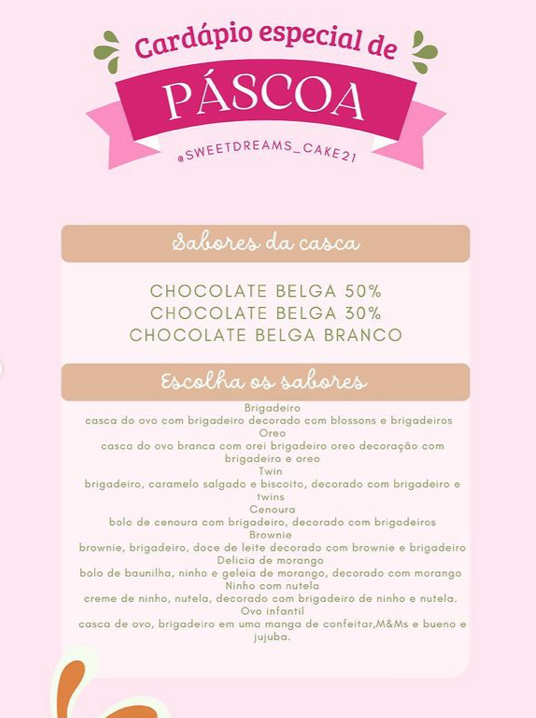 Cardápio especial de
PÁSCOA
@SWEETDREAMS_CAKE21
Sabores da casca
CHOCOLATE BELGA 50%
CHOCOLATE BELGA 30%
CHOCOLATE BELGA BRANCO
Escolha os sabores
Brigadeiro
casca do ovo com brigadeiro decorado com blossons e brigadeiros
Oreo
casca do ovo branca com orei brigadeiro oreo decoração com
brigadeiro e oreo
Twin
brigadeiro, caramelo salgado e biscoito, decorado com brigadeiro e
twins
Cenoura
bolo de cenoura com brigadeiro, decorado com brigadeiros
Brownie
brownie, brigadeiro, doce de leite decorado com brownie e brigadeiro
Delicia de morango
bolo de baunilha, ninho e geleia de morango, decorado com morango
Ninho com nutela
creme de ninho, nutela, decorado com brigadeiro de ninho e nutela.
Ovo infantil
casca de ovo, brigadeiro em uma manga de confeitar,M&Ms e bueno e
jujuba.